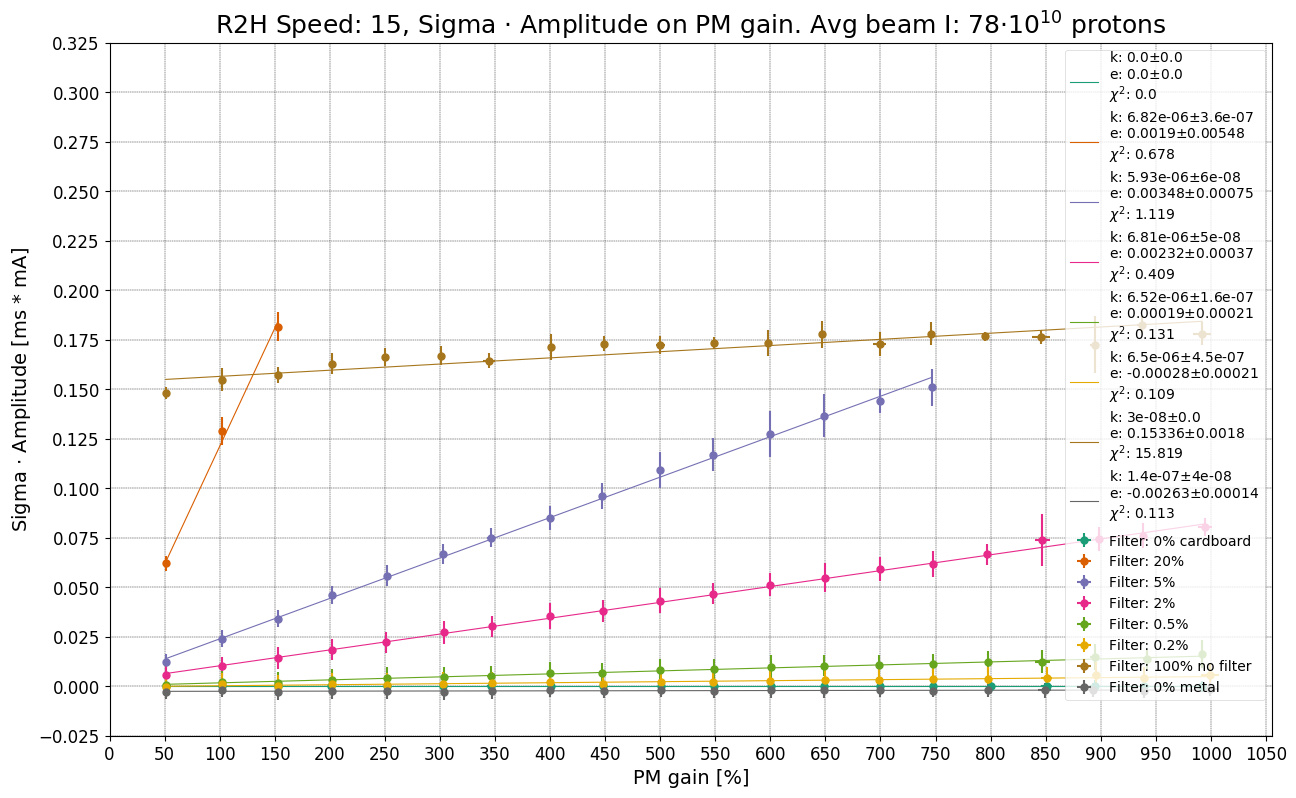 R2H Speed: 15, Sigma · Amplitude on PM gain. Avg beam I: 78·10¹⁰ protons
Sigma · Amplitude [ms * mA]
0.325
0.300
0.275
0.250
0.225
0.200
0.175
0.150
0.125
0.100
0.075
0.050
0.025
0.000
−0.025
k: 0.0±0.0
e: 0.0±0.0
χ²: 0.0
k: 6.82e-06±3.6e-07
e: 0.0019±0.00548
χ²: 0.678
k: 5.93e-06±6e-08
e: 0.00348±0.00075
χ²: 1.119
k: 6.81e-06±5e-08
e: 0.00232±0.00037
χ²: 0.409
k: 6.52e-06±1.6e-07
e: 0.00019±0.00021
χ²: 0.131
k: 6.5e-06±4.5e-07
e: -0.00028±0.00021
χ²: 0.109
k: 3e-08±0.0
e: 0.15336±0.0018
χ²: 15.819
k: 1.4e-07±4e-08
e: -0.00263±0.00014
χ²: 0.113
Filter: 0% cardboard
Filter: 20%
Filter: 5%
Filter: 2%
Filter: 0.5%
Filter: 0.2%
Filter: 100% no filter
Filter: 0% metal
0 50 100 150 200 250 300 350 400 450 500 550 600 650 700 750 800 850 900 950 1000 1050
PM gain [%]